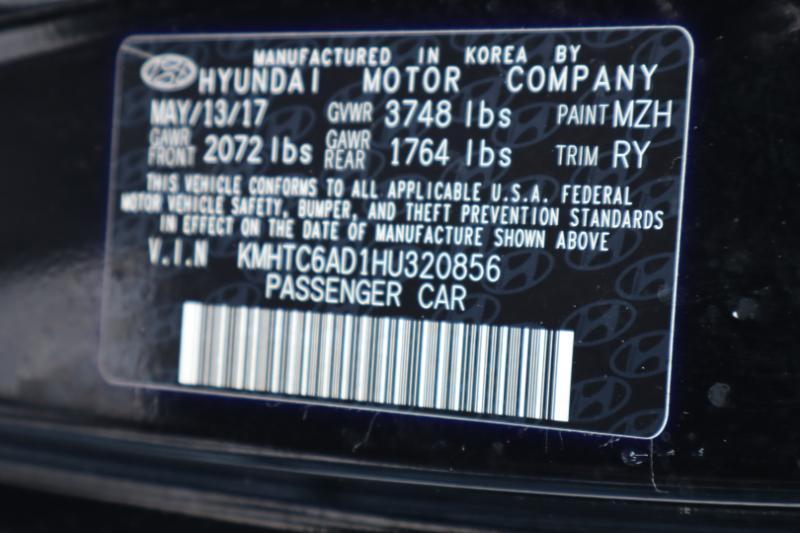 MANUFACTURED IN KOREA BY
HYUNDAI MOTOR COMPANY
MAY/13/17 GVWR 3748 lbs PAINT MZH
GAWR FRONT 2072 lbs GAWR REAR 1764 lbs TRIM RY
THIS VEHICLE CONFORMS TO ALL APPLICABLE U.S.A. FEDERAL
MOTOR VEHICLE SAFETY, BUMPER, AND THEFT PREVENTION STANDARDS
IN EFFECT ON THE DATE OF MANUFACTURE SHOWN ABOVE
V.I.N KMHTC6AD1HU320856
PASSENGER CAR